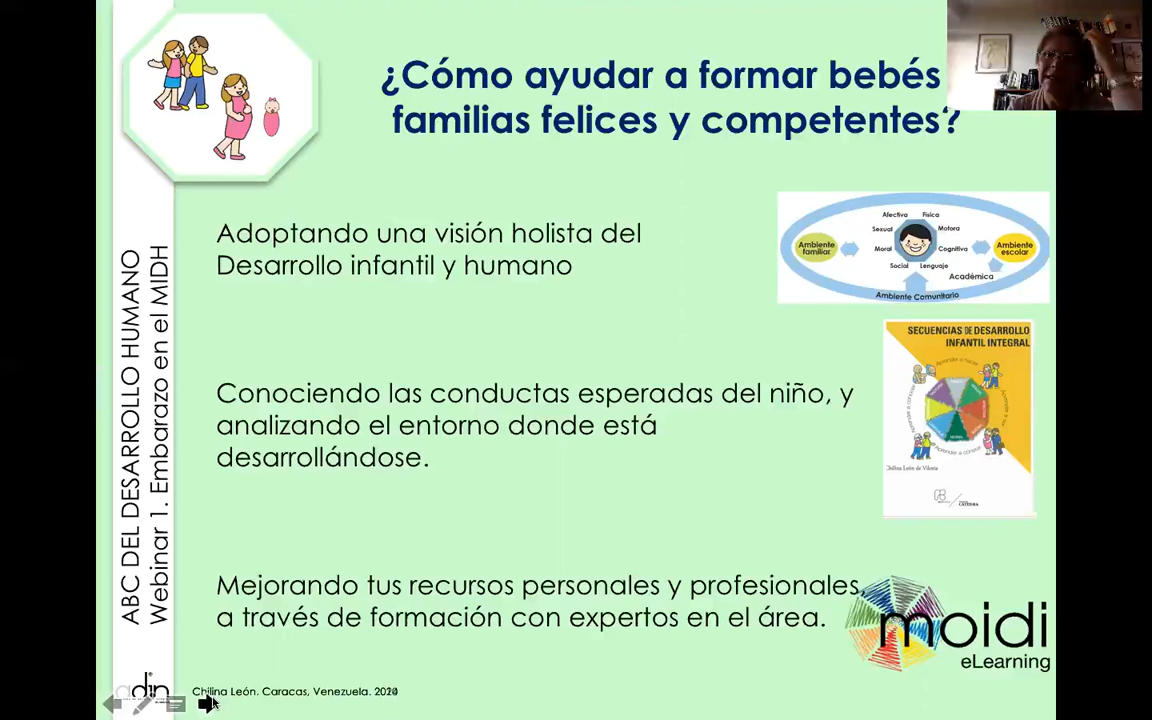 ¿Cómo ayudar a formar bebés
familias felices y competentes?
Adoptando una visión holista del
Desarrollo infantil y humano
Afectiva Física
Sexual Motora
Ambiente
familiar
Moral Cognitiva
Ambiente
escolar
Social Lenguaje
Académica
Ambiente Comunitario
Conociendo las conductas esperadas del niño, y
analizando el entorno donde está
desarrollándose.
SECUENCIAS DE DESARROLLO
INFANTIL INTEGRAL
Chilina León de Viloria
Mejorando tus recursos personales y profesionales,
a través de formación con expertos en el área.
moidi
eLearning
ABC DEL DESARROLLO HUMANO
Webinar 1. Embarazo en el MIDH
Chilina León. Caracas, Venezuela.